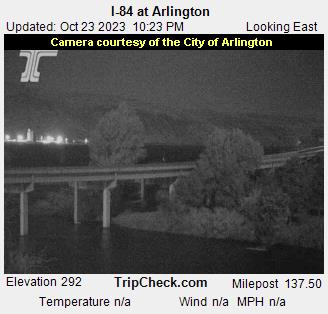 I-84 at Arlington
Updated: Oct 23 2023 10:23 PM Looking East
Camera courtesy of the City of Arlington
Elevation 292 TripCheck.com Milepost 137.50
Temperature n/a Wind n/a MPH n/a